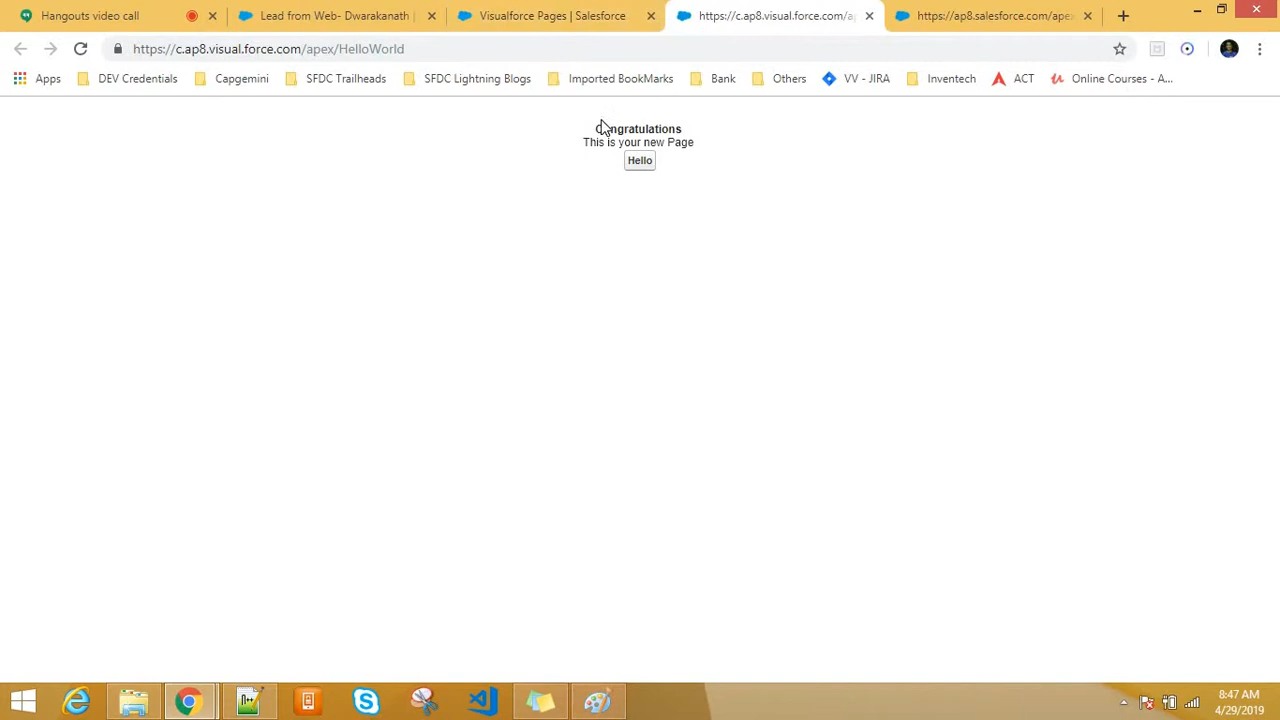 Hangouts video call
Lead from Web- Dwarakanath
Visualforce Pages | Salesforce
https://c.ap8.visual.force.com/a
https://ap8.salesforce.com/apex
https://c.ap8.visual.force.com/apex/HelloWorld
Apps
DEV Credentials
Capgemini
SFDC Trailheads
SFDC Lightning Blogs
Imported BookMarks
Bank
Others
VV - JIRA
Inventech
ACT
Online Courses - A...
Congratulations
This is your new Page
Hello
8:47 AM
4/29/2019